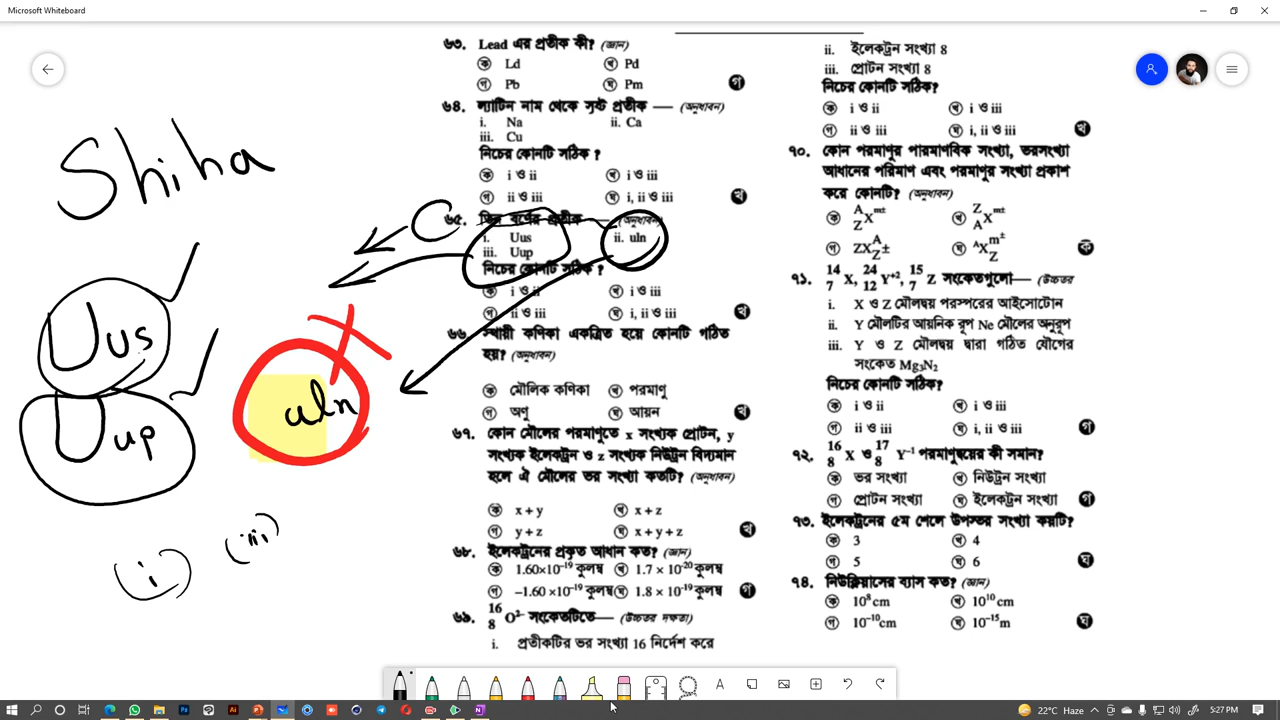 Microsoft Whiteboard
Shiha
Uus
Uup
uln
(i)
(iii)
C
৬৩. Lead এর প্রতীক কী? (জ্ঞান)
ক Ld খ Pd
গ Pb ঘ Pm গ
৬৪. ল্যাটিন নাম থেকে সৃষ্ট প্রতীক — (অনুধাবন)
i. Na ii. Ca
iii. Cu
নিচের কোনটি সঠিক ?
ক i ও ii খ i ও iii
গ ii ও iii ঘ i, ii ও iii খ
৬৫. তিন বর্ণের প্রতীক — (অনুধাবন)
i. Uus ii. uln
iii. Uup
নিচের কোনটি সঠিক ?
ক i ও ii খ i ও iii
গ ii ও iii ঘ i, ii ও iii খ
৬৬. স্থায়ী কণিকা একত্রিত হয়ে কোনটি গঠিত
হয়? (অনুধাবন)
ক মৌলিক কণিকা খ পরমাণু
গ অণু ঘ আয়ন খ
৬৭. কোন মৌলের পরমাণুতে x সংখ্যক প্রোটন, y
সংখ্যক ইলেকট্রন ও z সংখ্যক নিউট্রন বিদ্যমান
হলে ঐ মৌলের ভর সংখ্যা কতটি? (অনুধাবন)
ক x + y খ x + z
গ y + z ঘ x + y + z খ
৬৮. ইলেকট্রনের প্রকৃত আধান কত? (জ্ঞান)
ক 1.60×10⁻¹⁹ কুলম্ব খ 1.7 × 10⁻²⁰ কুলম্ব
গ –1.60 ×10⁻¹⁹ কুলম্ব ঘ 1.8 × 10⁻¹⁹ কুলম্ব গ
৬৯. ¹⁶₈O²⁻ সংকেতটিতে— (উচ্চতর দক্ষতা)
i. প্রতীকটির ভর সংখ্যা 16 নির্দেশ করে
ii. ইলেকট্রন সংখ্যা 8
iii. প্রোটন সংখ্যা 8
নিচের কোনটি সঠিক?
ক i ও ii খ i ও iii
গ ii ও iii ঘ i, ii ও iii খ
৭০. কোন পরমাণুর পারমাণবিক সংখ্যা, ভরসংখ্যা
আধানের পরিমাণ এবং পরমাণুর সংখ্যা প্রকাশ
করে কোনটি? (অনুধাবন)
ক ᴬ_Z X^m± খ ^Z_A X^m±
গ ZX^A_Z± ঘ ᴬX^m±_Z ক
৭১. ¹⁴₇X, ²⁴₁₂Y⁺², ¹⁵₇Z সংকেতগুলো— (উচ্চতর
i. X ও Z মৌলদ্বয় পরস্পরের আইসোটোন
ii. Y মৌলটির আয়নিক রূপ Ne মৌলের অনুরূপ
iii. Y ও Z মৌলদ্বয় দ্বারা গঠিত যৌগের
সংকেত Mg₃N₂
নিচের কোনটি সঠিক?
ক i ও ii খ i ও iii
গ ii ও iii ঘ i, ii ও iii গ
৭২. ¹⁶₈X ও ¹⁷₈Y⁻¹ পরমাণুদ্বয়ের কী সমান?
ক ভর সংখ্যা খ নিউট্রন সংখ্যা
গ প্রোটন সংখ্যা ঘ ইলেকট্রন সংখ্যা গ
৭৩. ইলেকট্রনের ৫ম শেলে উপস্তর সংখ্যা কয়টি?
ক 3 খ 4
গ 5 ঘ 6 ঘ
৭৪. নিউক্লিয়াসের ব্যাস কত? (জ্ঞান)
ক 10⁸cm খ 10¹⁰cm
গ 10⁻¹⁰cm ঘ 10⁻¹⁵m ঘ
22°C Haze 5:27 PM